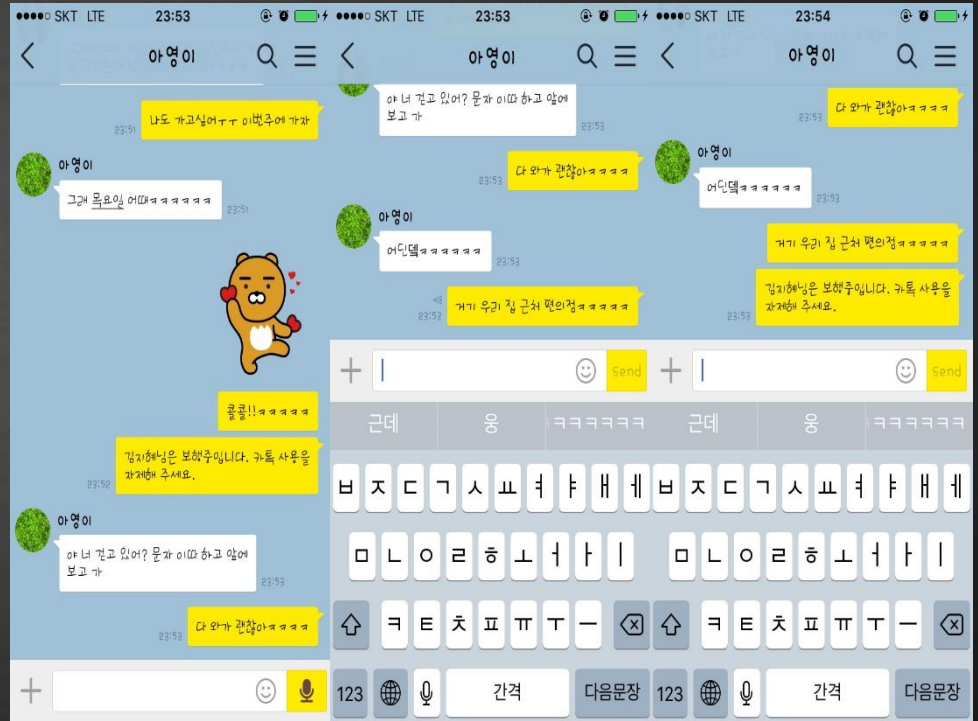 SKT LTE 23:53
아영이
나도 가고싶어ㅜㅜ 이번주에 가자
23:51
아영이
그래 목요일 어때ㅋㅋㅋㅋㅋㅋ
23:51
콜콜!!ㅋㅋㅋㅋㅋ
김지혜님은 보행중입니다. 카톡 사용을
자제해 주세요.
23:52
아영이
야 너 걷고 있어? 문자 이따 하고 앞에
보고 가
23:53
다 와가 괜찮아ㅋㅋㅋㅋ
23:53
SKT LTE 23:53
아영이
야 너 걷고 있어? 문자 이따 하고 앞에
보고 가
23:53
다 와가 괜찮아ㅋㅋㅋㅋ
23:53
아영이
어딘뎈ㅋㅋㅋㅋㅋㅋ
23:53
거기 우리 집 근처 편의점ㅋㅋㅋㅋㅋ
23:53
send
근데 웅 ㅋㅋㅋㅋㅋㅋ
ㅂ ㅈ ㄷ ㄱ ㅅ ㅛ ㅕ ㅑ ㅐ ㅔ
ㅁ ㄴ ㅇ ㄹ ㅎ ㅗ ㅓ ㅏ ㅣ
ㅋ ㅌ ㅊ ㅍ ㅠ ㅜ ㅡ
123 간격 다음문장
SKT LTE 23:54
아영이
다 와가 괜찮아ㅋㅋㅋㅋ
23:53
아영이
어딘뎈ㅋㅋㅋㅋㅋㅋ
23:53
거기 우리 집 근처 편의점ㅋㅋㅋㅋㅋ
김지혜님은 보행중입니다. 카톡 사용을
자제해 주세요.
23:53
send
근데 웅 ㅋㅋㅋㅋㅋㅋ
ㅂ ㅈ ㄷ ㄱ ㅅ ㅛ ㅕ ㅑ ㅐ ㅔ
ㅁ ㄴ ㅇ ㄹ ㅎ ㅗ ㅓ ㅏ ㅣ
ㅋ ㅌ ㅊ ㅍ ㅠ ㅜ ㅡ
123 간격 다음문장